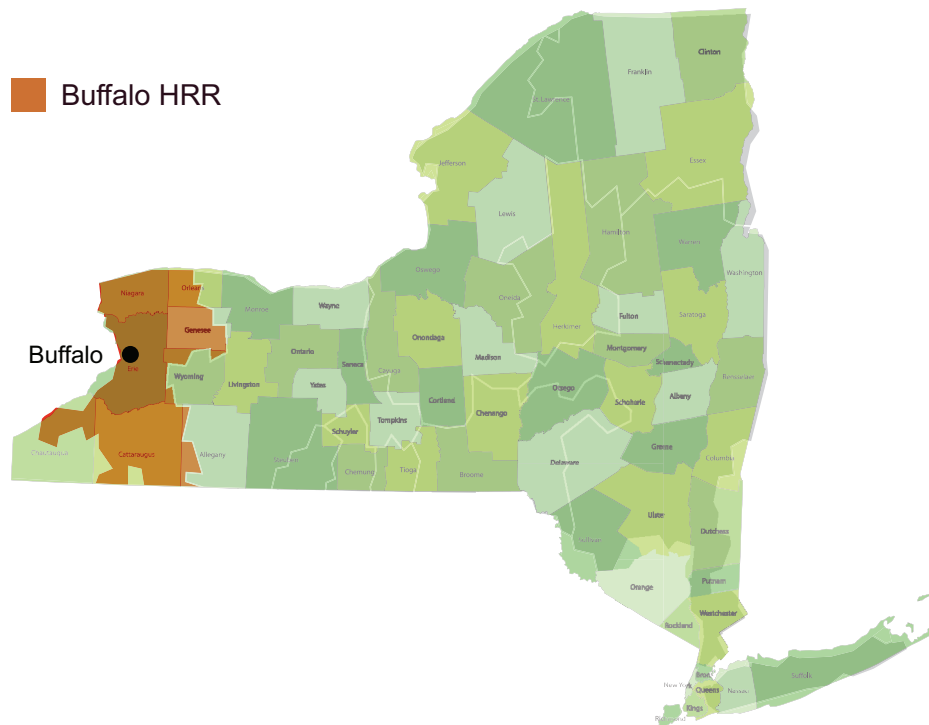 Buffalo HRR
Clinton
Franklin
St. Lawrence
Essex
Jefferson
Lewis
Hamilton
Warren
Washington
Oswego
Oneida
Herkimer
Niagara
Orleans
Monroe
Wayne
Fulton
Saratoga
Genesee
Onondaga
Madison
Montgomery
Schenectady
Buffalo
Erie
Ontario
Seneca
Cayuga
Rensselaer
Wyoming
Livingston
Yates
Cortland
Chenango
Otsego
Schoharie
Albany
Tompkins
Schuyler
Chautauqua
Cattaraugus
Allegany
Steuben
Chemung
Tioga
Broome
Delaware
Greene
Columbia
Ulster
Sullivan
Dutchess
Orange
Putnam
Rockland
Westchester
Bronx
New York
Queens
Nassau
Suffolk
Kings
Richmond